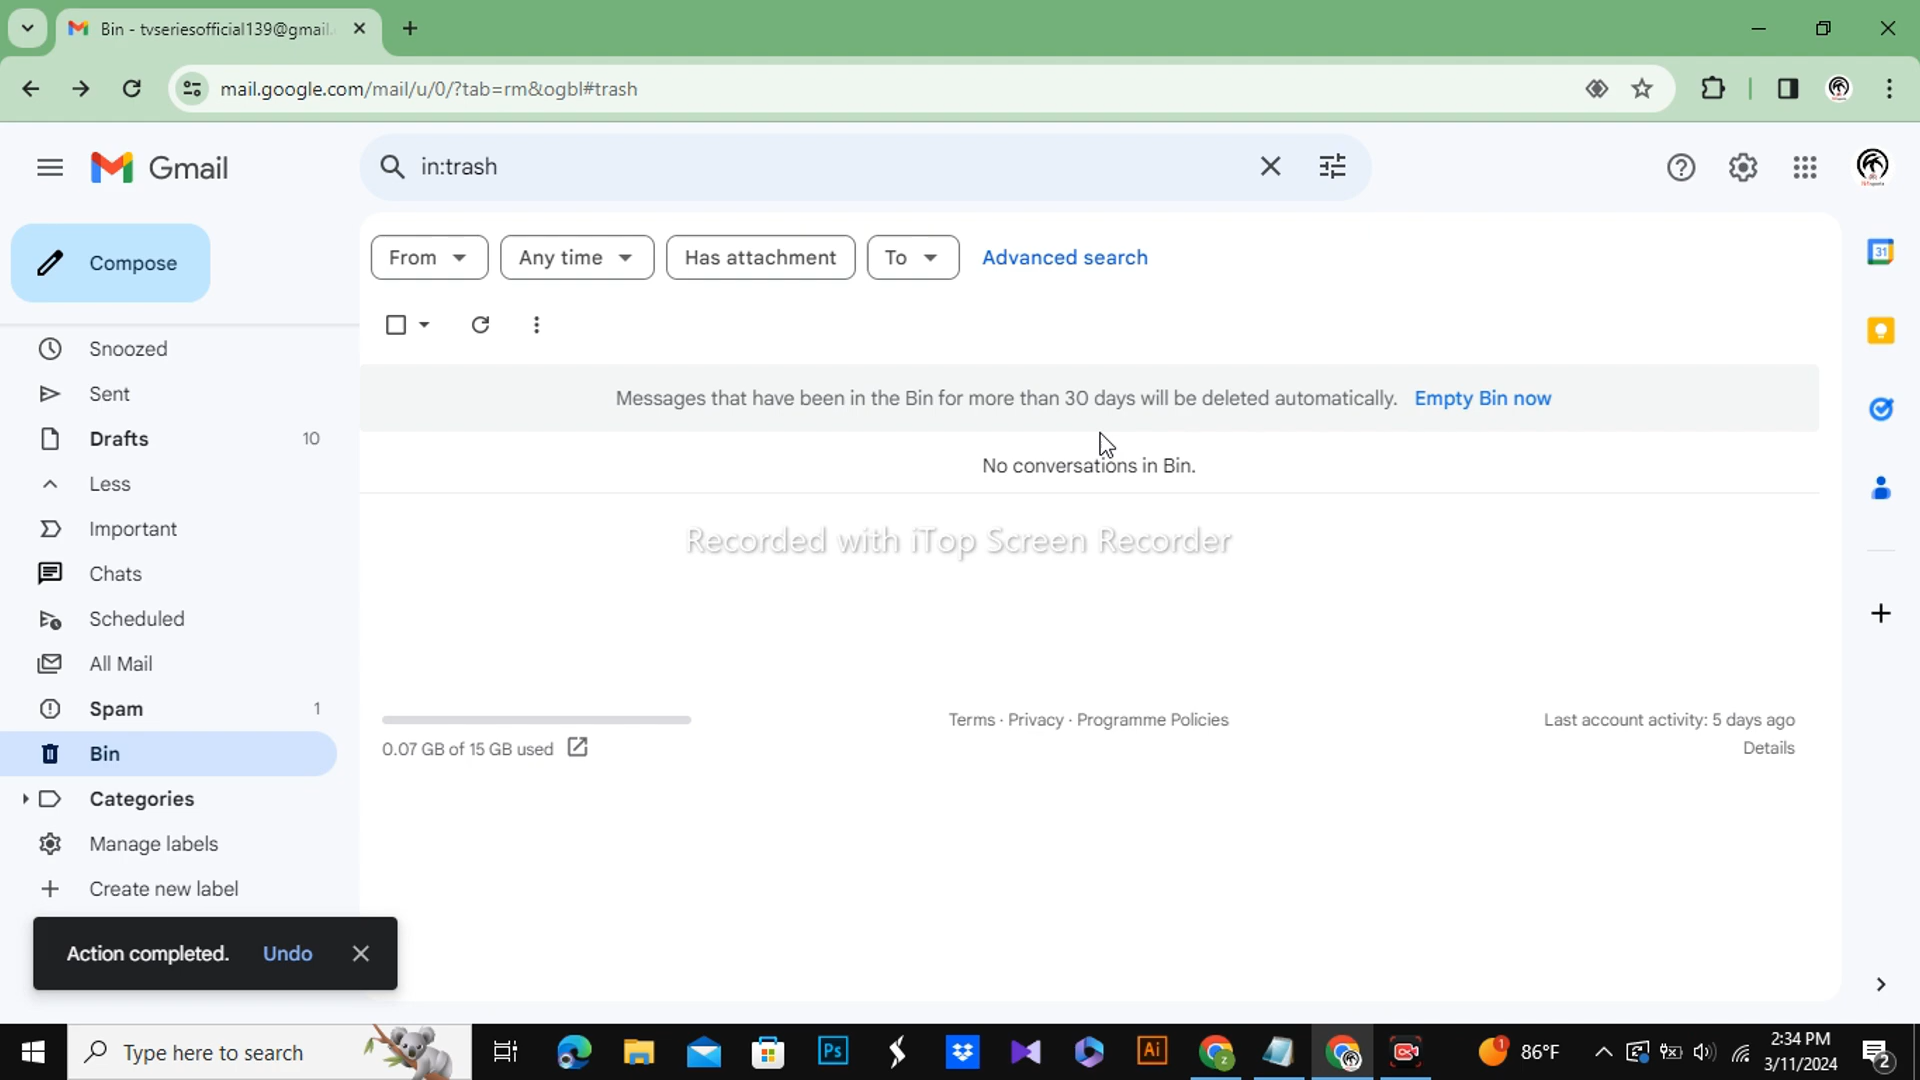 Bin - tvseriesofficial139@gmail.
mail.google.com/mail/u/0/?tab=rm&ogbl#trash
Gmail
in:trash
Compose
From
Any time
Has attachment
To
Advanced search
Snoozed
Sent
Drafts 10
Less
Important
Chats
Scheduled
All Mail
Spam 1
Bin
Categories
Manage labels
Create new label
Messages that have been in the Bin for more than 30 days will be deleted automatically. Empty Bin now
No conversations in Bin.
Recorded with iTop Screen Recorder
0.07 GB of 15 GB used
Terms · Privacy · Programme Policies
Last account activity: 5 days ago
Details
31
Action completed. Undo
Type here to search
Ps
Ai
z
1
86°F
2:34 PM
3/11/2024
2